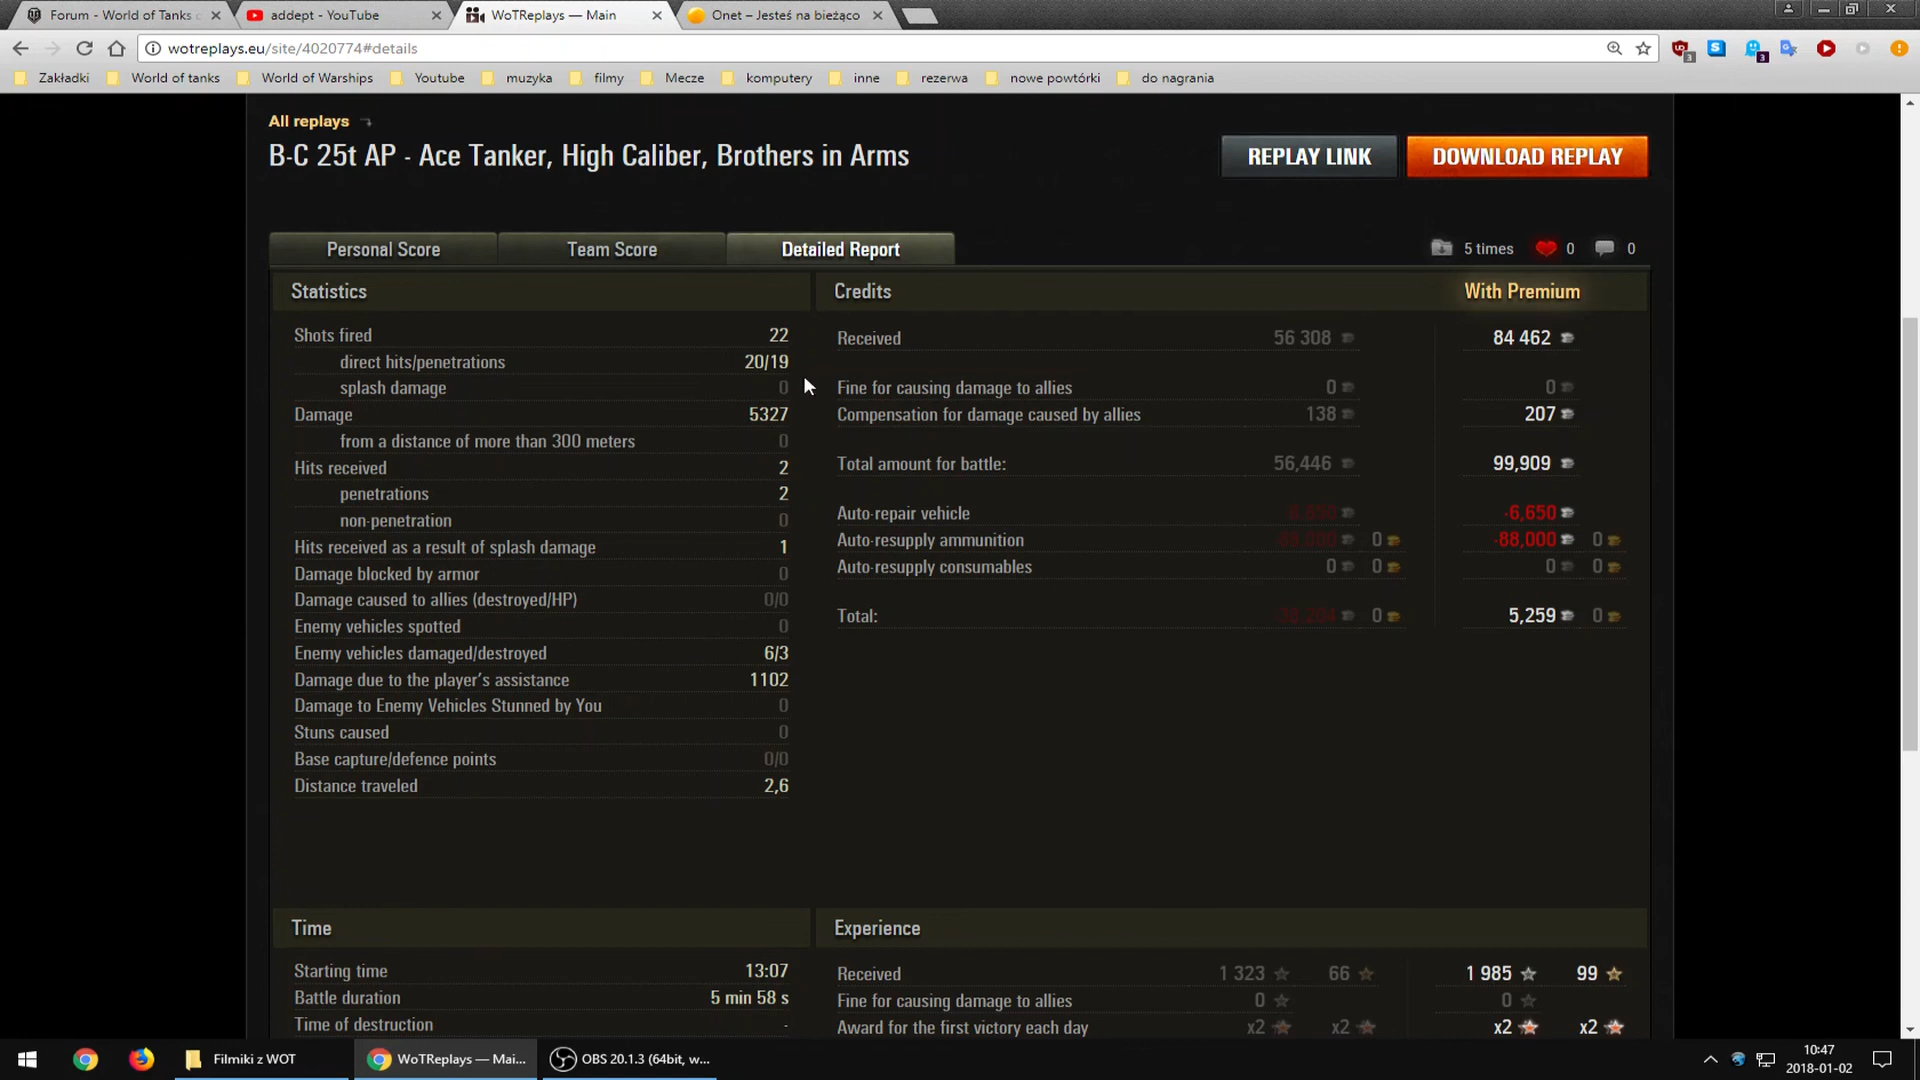 Forum - World of Tanks
addept - YouTube
WoTReplays — Main
Onet – Jesteś na bieżąco
wotreplays.eu/site/4020774#details
Zakładki World of tanks World of Warships Youtube muzyka filmy Mecze komputery inne rezerwa nowe powtórki do nagrania
All replays
B-C 25t AP - Ace Tanker, High Caliber, Brothers in Arms
REPLAY LINK
DOWNLOAD REPLAY
Personal Score Team Score Detailed Report
5 times 0 0
Statistics
Shots fired 22
direct hits/penetrations 20/19
splash damage 0
Damage 5327
from a distance of more than 300 meters 0
Hits received 2
penetrations 2
non-penetration 0
Hits received as a result of splash damage 1
Damage blocked by armor 0
Damage caused to allies (destroyed/HP) 0/0
Enemy vehicles spotted 0
Enemy vehicles damaged/destroyed 6/3
Damage due to the player's assistance 1102
Damage to Enemy Vehicles Stunned by You 0
Stuns caused 0
Base capture/defence points 0/0
Distance traveled 2,6
Credits With Premium
Received 56 308 84 462
Fine for causing damage to allies 0 0
Compensation for damage caused by allies 138 207
Total amount for battle: 56,446 99,909
Auto-repair vehicle -6,650 -6,650
Auto-resupply ammunition -88,000 0 -88,000 0
Auto-resupply consumables 0 0 0 0
Total: -38,204 0 5,259 0
Time
Starting time 13:07
Battle duration 5 min 58 s
Time of destruction -
Experience
Received 1 323 66 1 985 99
Fine for causing damage to allies 0 0
Award for the first victory each day x2 x2 x2 x2
Filmiki z WOT
WoTReplays — Mai...
OBS 20.1.3 (64bit, w...
10:47
2018-01-02